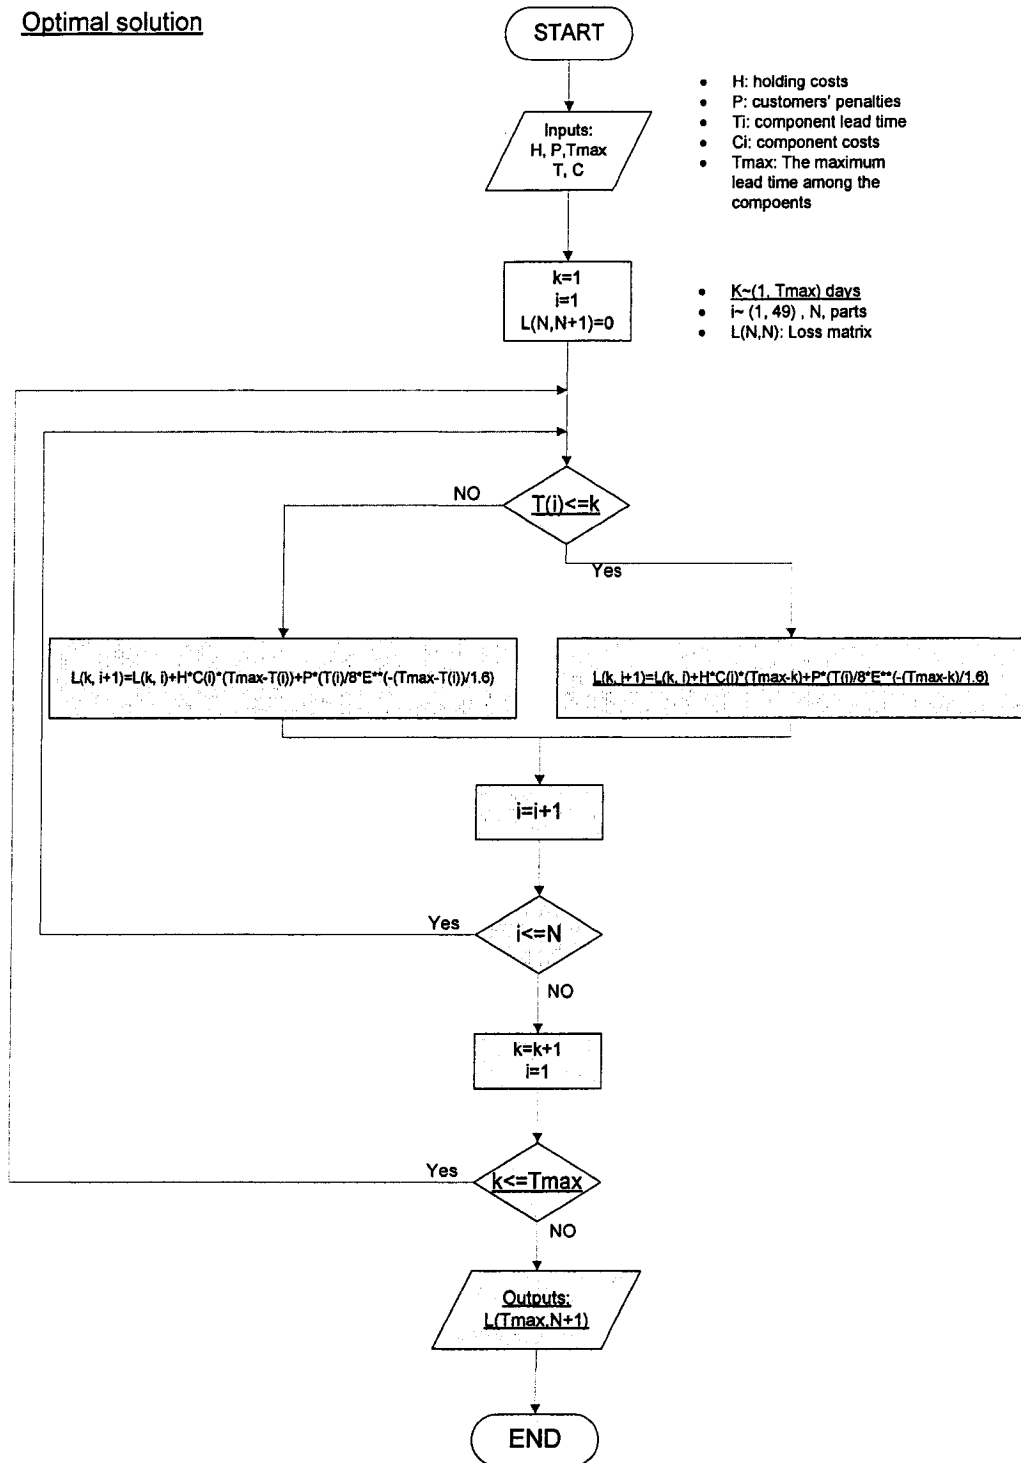 Optimal solution
START
• H: holding costs
• P: customers' penalties
• Ti: component lead time
• Ci: component costs
• Tmax: The maximum
lead time among the
compoents
Inputs:
H, P,Tmax
T, C
k=1
i=1
L(N,N+1)=0
• K~(1, Tmax) days
• i~ (1, 49) , N, parts
• L(N,N): Loss matrix
NO
T(i)<=k
Yes
L(k, i+1)=L(k, i)+H*C(i)*(Tmax-T(i))+P*(T(i)/8*E**(-(Tmax-T(i))/1.6)
L(k, i+1)=L(k, i)+H*C(i)*(Tmax-k)+P*(T(i)/8*E**(-(Tmax-k)/1.6)
i=i+1
Yes
i<=N
NO
k=k+1
i=1
Yes
k<=Tmax
NO
Outputs:
L(Tmax,N+1)
END